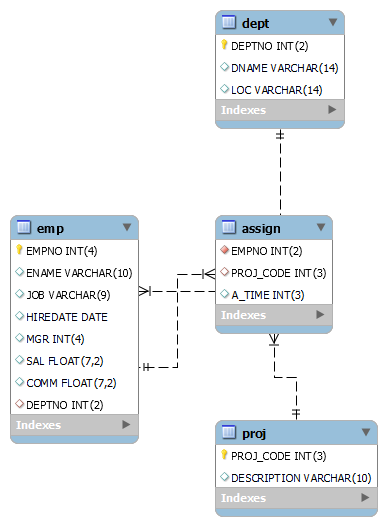 dept
DEPTNO INT(2)
DNAME VARCHAR(14)
LOC VARCHAR(14)
Indexes
emp
EMPNO INT(4)
ENAME VARCHAR(10)
JOB VARCHAR(9)
HIREDATE DATE
MGR INT(4)
SAL FLOAT(7,2)
COMM FLOAT(7,2)
DEPTNO INT(2)
Indexes
assign
EMPNO INT(2)
PROJ_CODE INT(3)
A_TIME INT(3)
Indexes
proj
PROJ_CODE INT(3)
DESCRIPTION VARCHAR(10)
Indexes